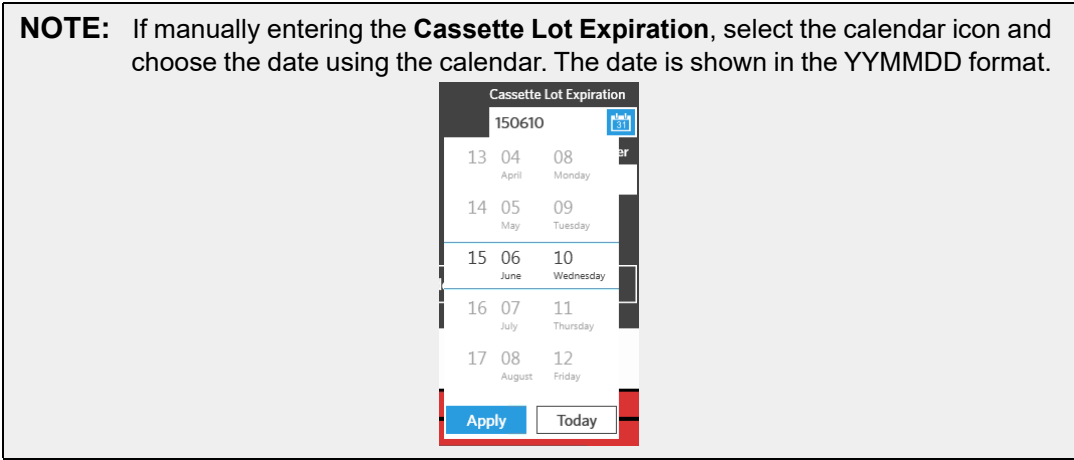 NOTE: If manually entering the Cassette Lot Expiration, select the calendar icon and
choose the date using the calendar. The date is shown in the YYMMDD format.
Cassette Lot Expiration
150610 31
er
13 04 08
April Monday
14 05 09
May Tuesday
15 06 10
June Wednesday
16 07 11
July Thursday
17 08 12
August Friday
Apply Today